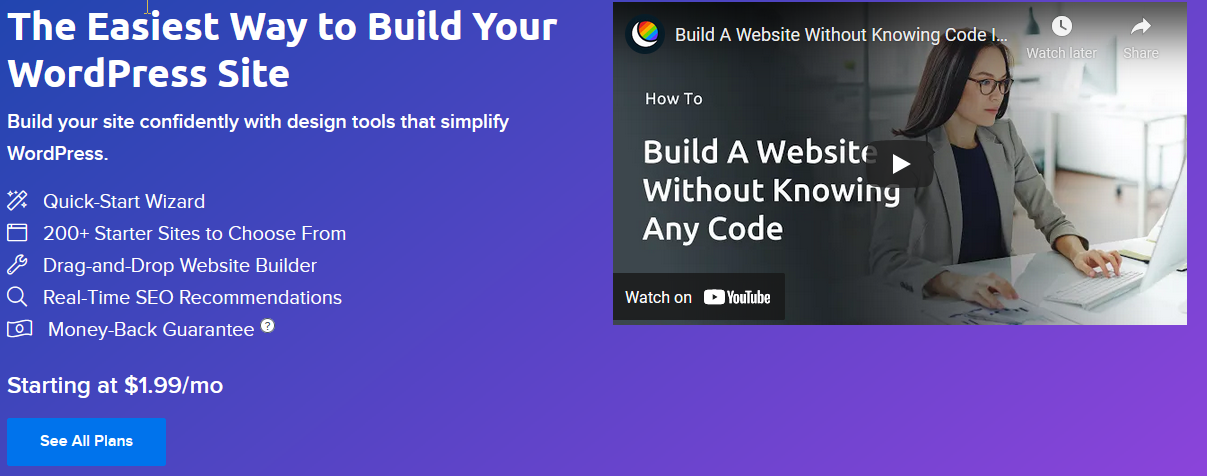 The Easiest Way to Build Your
WordPress Site
Build your site confidently with design tools that simplify
WordPress.
Quick-Start Wizard
200+ Starter Sites to Choose From
Drag-and-Drop Website Builder
Real-Time SEO Recommendations
Money-Back Guarantee ?
Starting at $1.99/mo
See All Plans
Build A Website Without Knowing Code I...
Watch later
Share
How To
Build A Website
Without Knowing
Any Code
Watch on YouTube